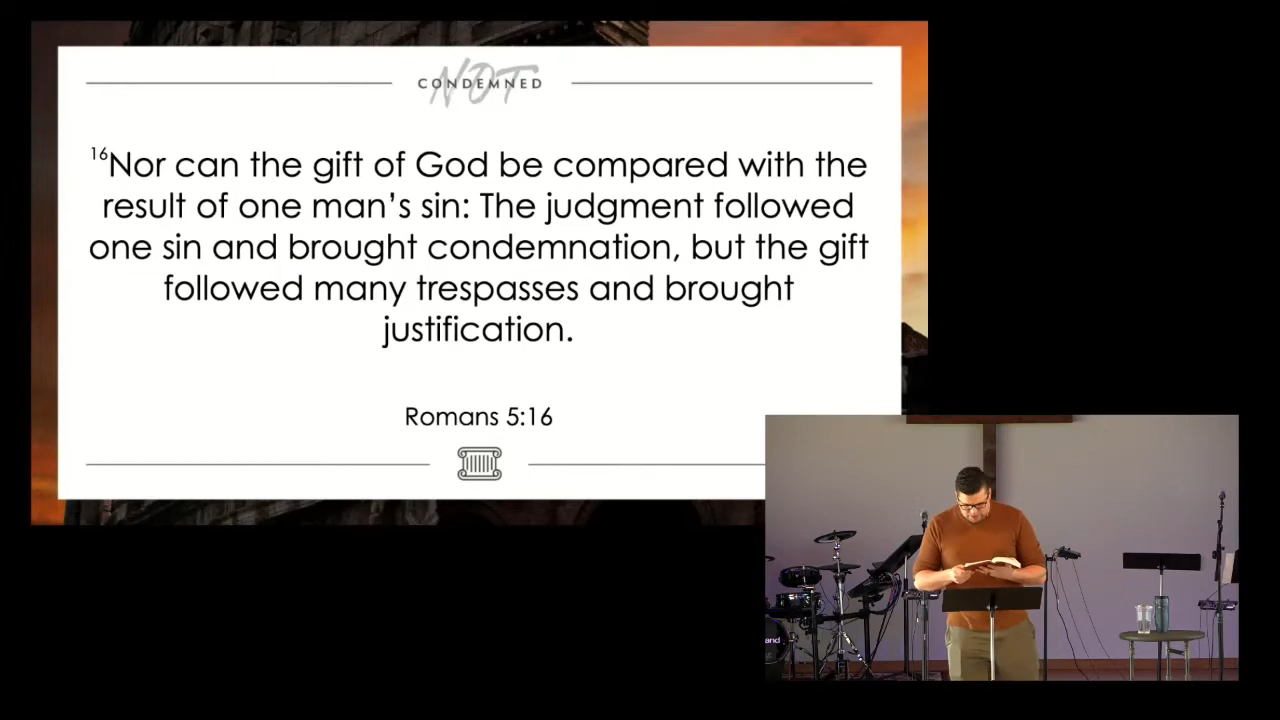 NOT
CONDEMNED
16Nor can the gift of God be compared with the
result of one man’s sin: The judgment followed
one sin and brought condemnation, but the gift
followed many trespasses and brought
justification.
Romans 5:16